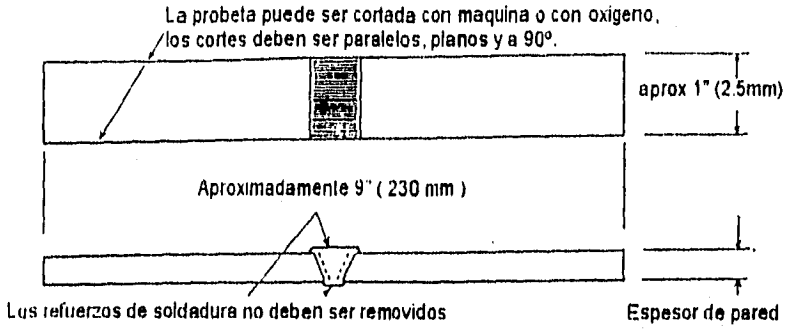 La probeta puede ser cortada con maquina o con oxigeno,
los cortes deben ser paralelos, planos y a 90º.
aprox 1" (2.5mm)
Aproximadamente 9" ( 230 mm )
Los refuerzos de soldadura no deben ser removidos
Espesor de pared